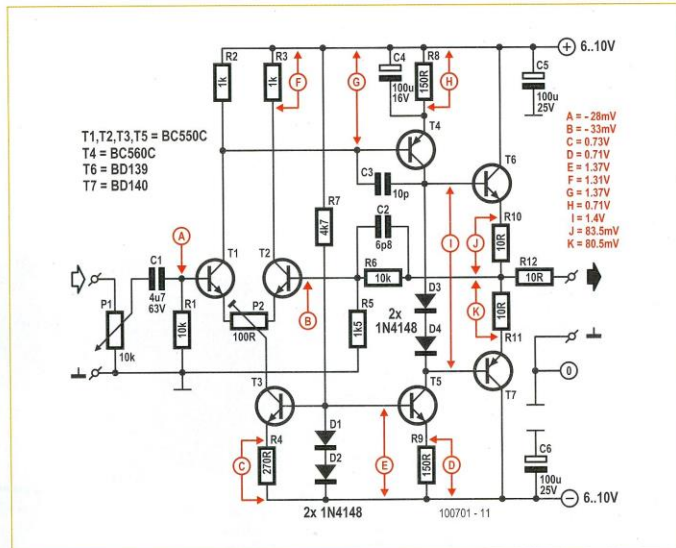 R2
1k
R3
1k
F
G
C4
100u
16V
R8
150R
H
C5
100u
25V
+ 6..10V
T1,T2,T3,T5 = BC550C
T4 = BC560C
T6 = BD139
T7 = BD140
A = - 28mV
B = - 33mV
C = 0.73V
D = 0.71V
E = 1.37V
F = 1.31V
G = 1.37V
H = 0.71V
I = 1.4V
J = 83.5mV
K = 80.5mV
T4
C3
10p
T6
R7
4k7
C2
6p8
I
J
R10
10R
A
C1
4u7
63V
T1
T2
R6
10k
R12
10R
P1
10k
R1
10k
P2
100R
B
R5
1k5
D3
2x
1N4148
D4
K
10R
R11
0
T3
T5
T7
C
R4
270R
D1
D2
E
R9
150R
D
C6
100u
25V
2x 1N4148
100701 - 11
− 6..10V